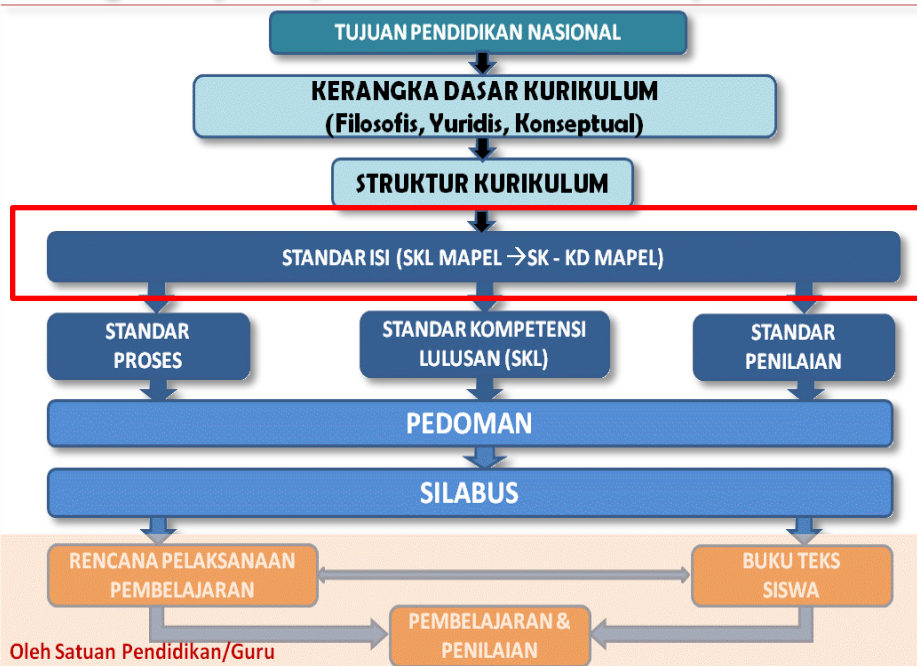 TUJUAN PENDIDIKAN NASIONAL
KERANGKA DASAR KURIKULUM
(Filosofis, Yuridis, Konseptual)
STRUKTUR KURIKULUM
STANDAR ISI (SKL MAPEL →SK - KD MAPEL)
STANDAR
PROSES
STANDAR KOMPETENSI
LULUSAN (SKL)
STANDAR
PENILAIAN
PEDOMAN
SILABUS
RENCANA PELAKSANAAN
PEMBELAJARAN
BUKU TEKS
SISWA
PEMBELAJARAN &
PENILAIAN
Oleh Satuan Pendidikan/Guru